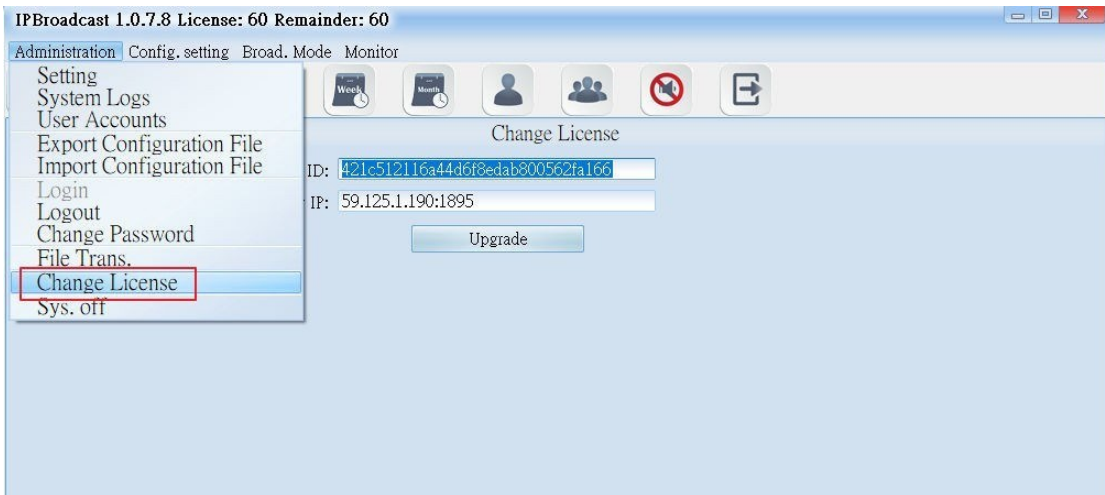 IPBroadcast 1.0.7.8 License: 60 Remainder: 60
Administration Config. setting Broad. Mode Monitor
Setting
System Logs
User Accounts
Export Configuration File
Import Configuration File
Login
Logout
Change Password
File Trans.
Change License
Sys. off
Week
Month
Change License
ID: 421c512116a44d6f8edab800562fa166
IP: 59.125.1.190:1895
Upgrade